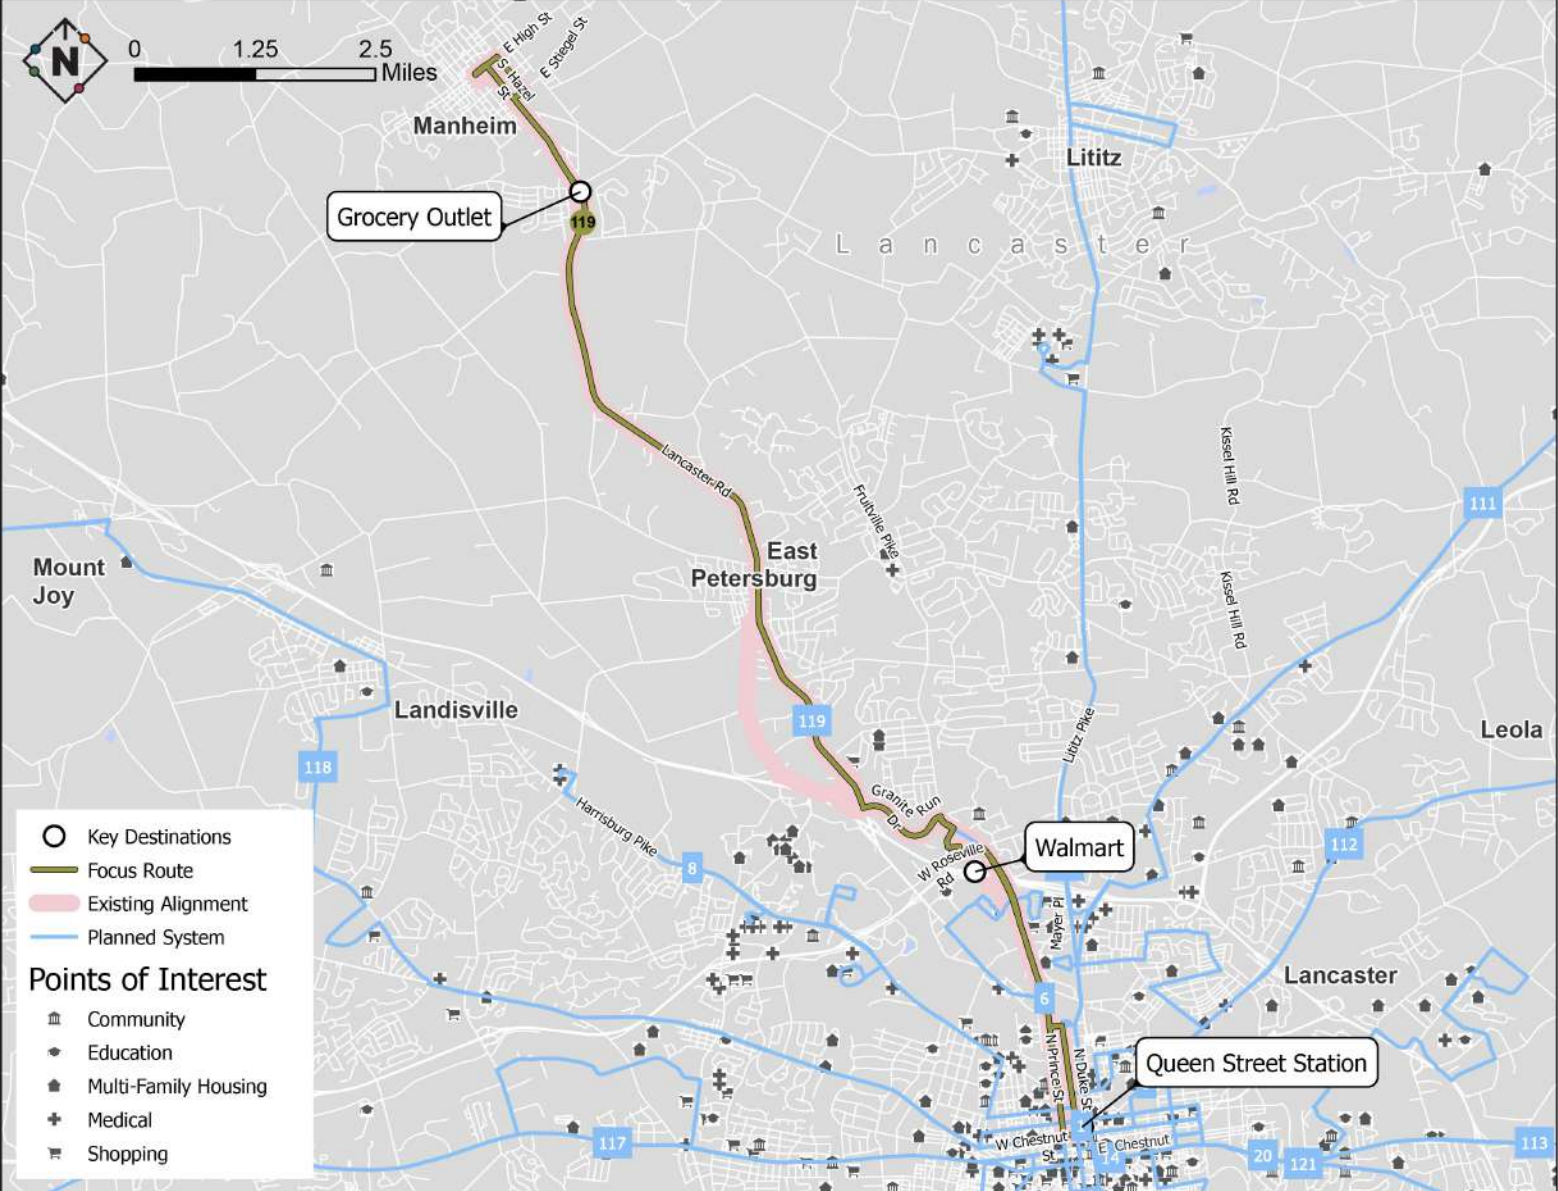 N
0 1.25 2.5
Miles
E High St
E Stiegel St
S Hazel
St
Manheim
Grocery Outlet
119
Lititz
Lancaster
Lancaster Rd
Fruitville Pike
Kissel Hill Rd
111
East
Petersburg
Mount
Joy
Kissel Hill Rd
Landisville
119
Lititz Pike
Leola
118
Harrisburg Pike
8
Granite Run
Dr
W Roseville
Rd
Walmart
112
Mayer Pl
Lancaster
6
N Prince St
N Duke St
Queen Street Station
W Chestnut
St
E Chestnut
14
117
20
121
113
Key Destinations
Focus Route
Existing Alignment
Planned System
Points of Interest
Community
Education
Multi-Family Housing
Medical
Shopping